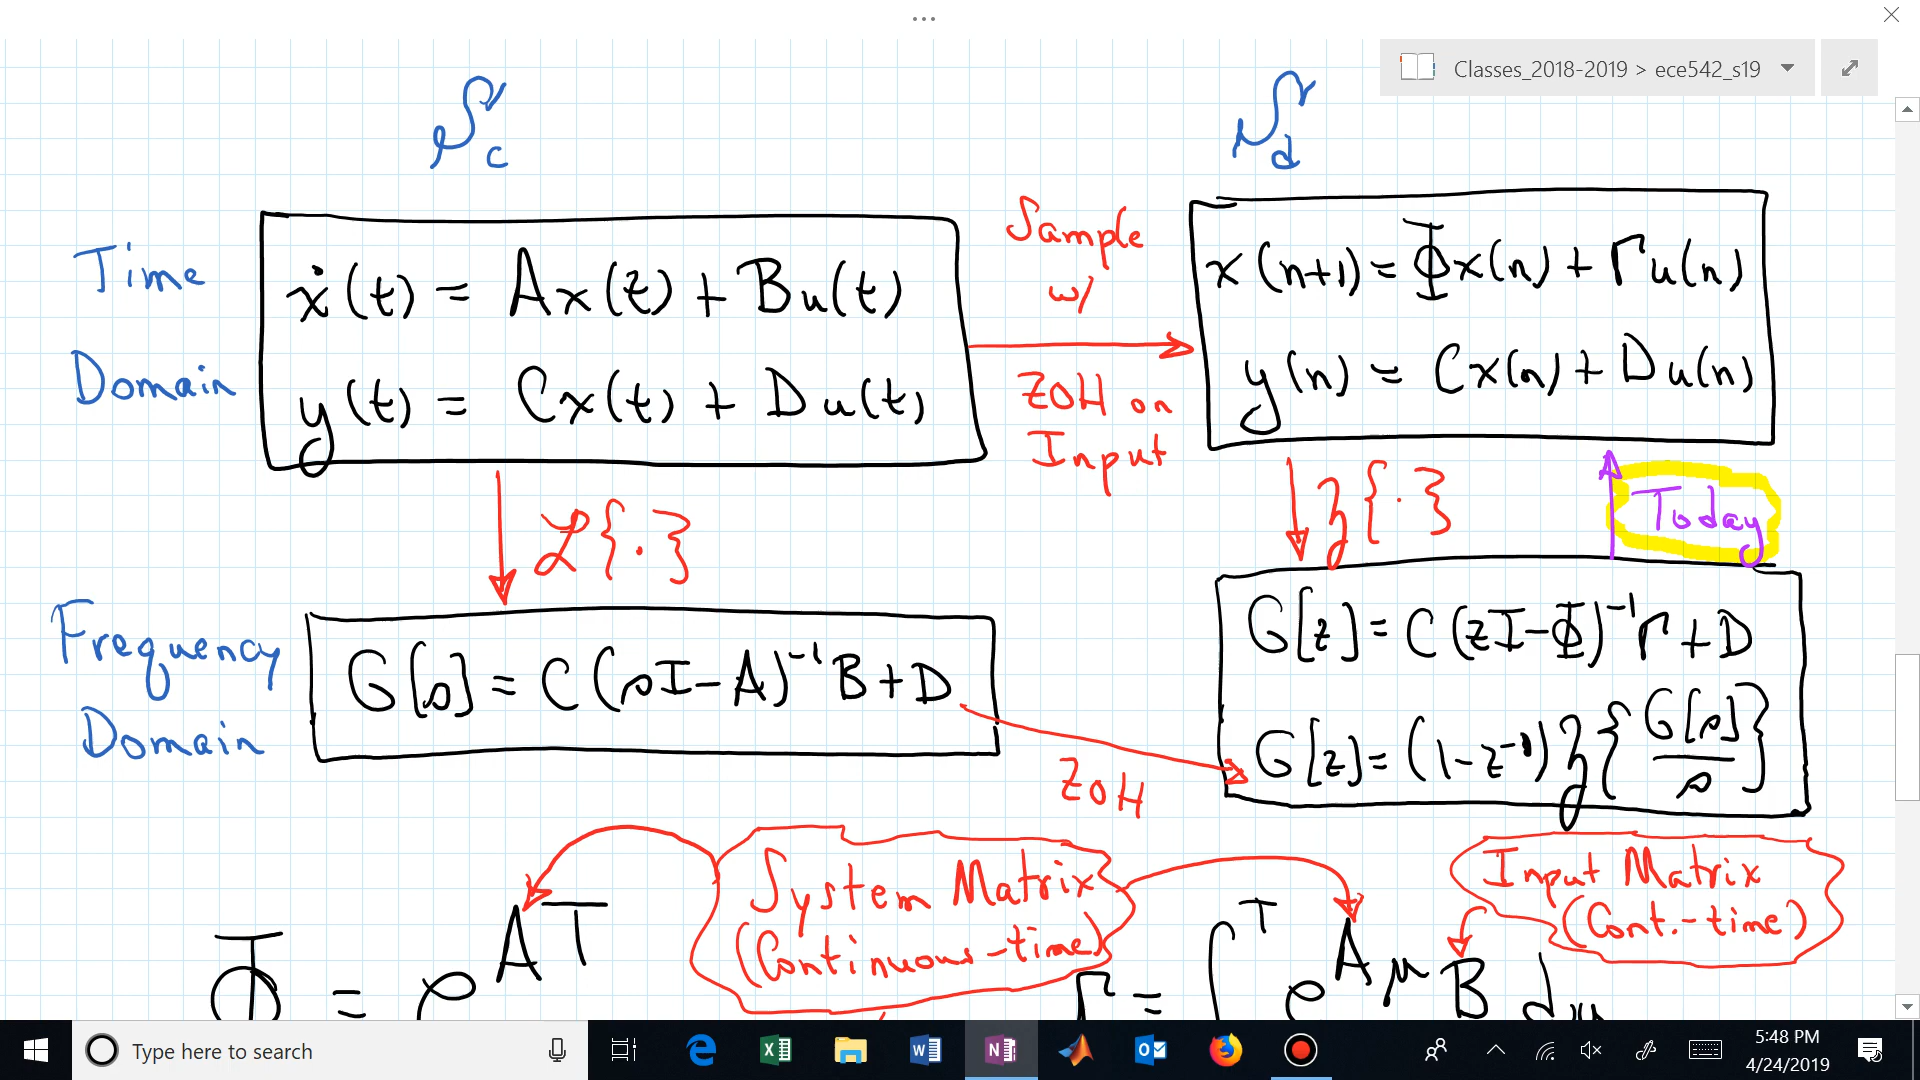 Classes_2018-2019 > ece542_s19
𝒮c
𝒮d
Time
Domain
ẋ(t) = Ax(t) + Bu(t)
y(t) = Cx(t) + Du(t)
Sample
w/
ZOH on
Input
x(n+1) = Φx(n) + Γu(n)
y(n) = Cx(n) + Du(n)
ℒ{·}
𝓏{·}
Today
Frequency
Domain
G[s] = C(sI-A)⁻¹B+D
ZOH
G[z] = C(zI-Φ)⁻¹Γ+D
G[z] = (1-z⁻¹)𝓏{G[s]/s}
System Matrix
(Continuous-time)
Input Matrix
(Cont.-time)
Φ = e^AT
Γ = ∫^T e^Aμ B dμ
Type here to search
5:48 PM
4/24/2019